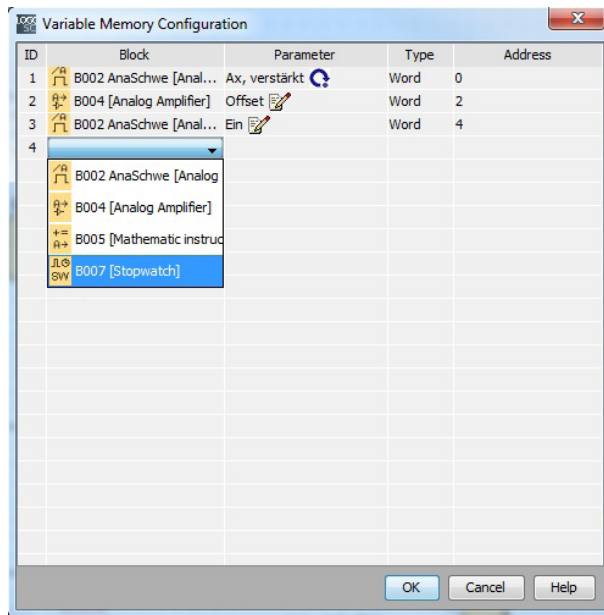 Variable Memory Configuration
ID Block Parameter Type Address
1 B002 AnaSchwe [Anal... Ax, verstärkt Word 0
2 B004 [Analog Amplifier] Offset Word 2
3 B002 AnaSchwe [Anal... Ein Word 4
4
B002 AnaSchwe [Analog
B004 [Analog Amplifier]
B005 [Mathematic instruc
B007 [Stopwatch]
OK Cancel Help